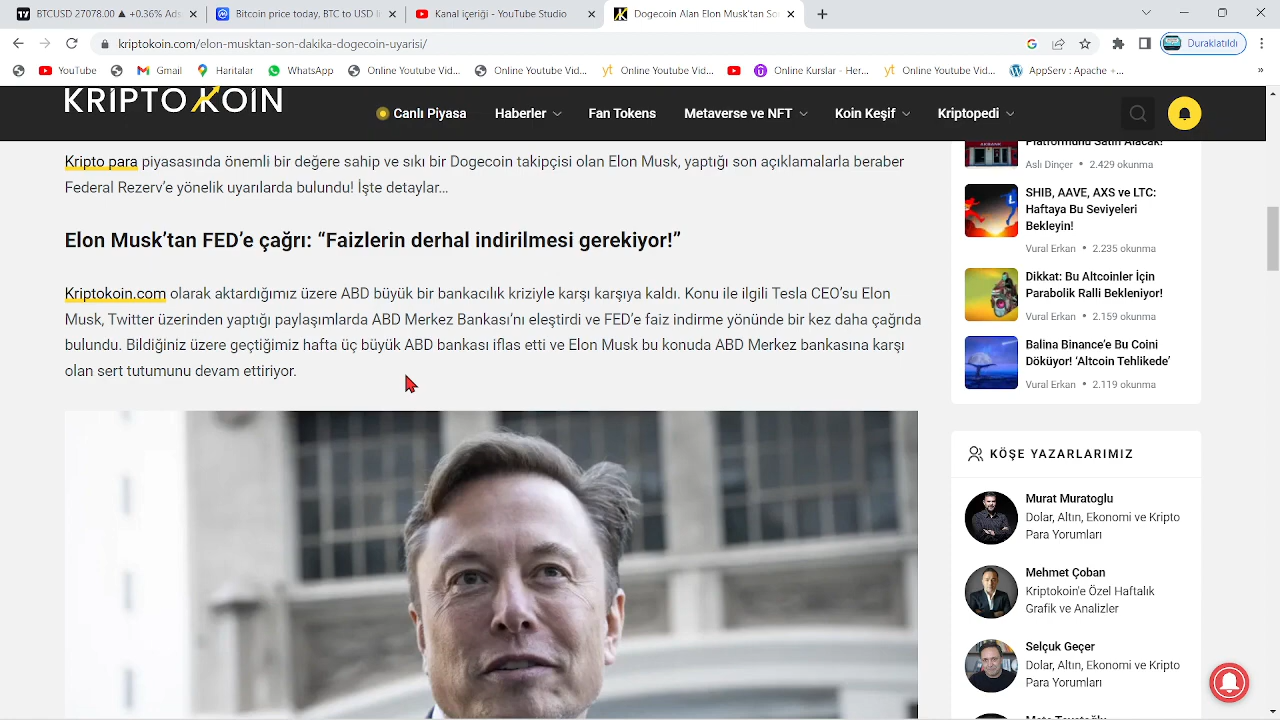 BTCUSD 27078.00 ▲ +0.36% Adsız
Bitcoin price today, BTC to USD li
Kanal içeriği - YouTube Studio
Dogecoin Alan Elon Musk'tan So
kriptokoin.com/elon-musktan-son-dakika-dogecoin-uyarisi/
Duraklatıldı
YouTube
Gmail
Haritalar
WhatsApp
Online Youtube Vid...
Online Youtube Vid...
Online Youtube Vid...
Online Kurslar - Her...
Online Youtube Vid...
AppServ : Apache +...
»
KRIPTOKOIN
Canlı Piyasa
Haberler
Fan Tokens
Metaverse ve NFT
Koin Keşif
Kriptopedi
Kripto para piyasasında önemli bir değere sahip ve sıkı bir Dogecoin takipçisi olan Elon Musk, yaptığı son açıklamalarla beraber
Federal Rezerv’e yönelik uyarılarda bulundu! İşte detaylar…
Elon Musk’tan FED’e çağrı: “Faizlerin derhal indirilmesi gerekiyor!”
Kriptokoin.com olarak aktardığımız üzere ABD büyük bir bankacılık kriziyle karşı karşıya kaldı. Konu ile ilgili Tesla CEO’su Elon
Musk, Twitter üzerinden yaptığı paylaşımlarda ABD Merkez Bankası’nı eleştirdi ve FED’e faiz indirme yönünde bir kez daha çağrıda
bulundu. Bildiğiniz üzere geçtiğimiz hafta üç büyük ABD bankası iflas etti ve Elon Musk bu konuda ABD Merkez bankasına karşı
olan sert tutumunu devam ettiriyor.
Platformunu Satın Alacak!
Aslı Dinçer • 2.429 okunma
SHIB, AAVE, AXS ve LTC:
Haftaya Bu Seviyeleri
Bekleyin!
Vural Erkan • 2.235 okunma
Dikkat: Bu Altcoinler İçin
Parabolik Ralli Bekleniyor!
Vural Erkan • 2.159 okunma
Balina Binance’e Bu Coini
Döküyor! ‘Altcoin Tehlikede’
Vural Erkan • 2.119 okunma
KÖŞE YAZARLARIMIZ
Murat Muratoglu
Dolar, Altın, Ekonomi ve Kripto
Para Yorumları
Mehmet Çoban
Kriptokoin'e Özel Haftalık
Grafik ve Analizler
Selçuk Geçer
Dolar, Altın, Ekonomi ve Kripto
Para Yorumları